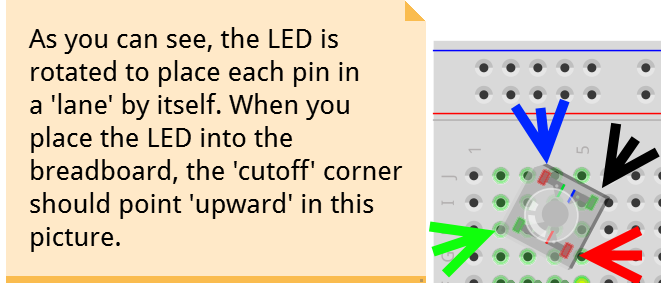 As you can see, the LED is
rotated to place each pin in
a 'lane' by itself. When you
place the LED into the
breadboard, the 'cutoff' corner
should point 'upward' in this
picture.
1
5
J
I
G